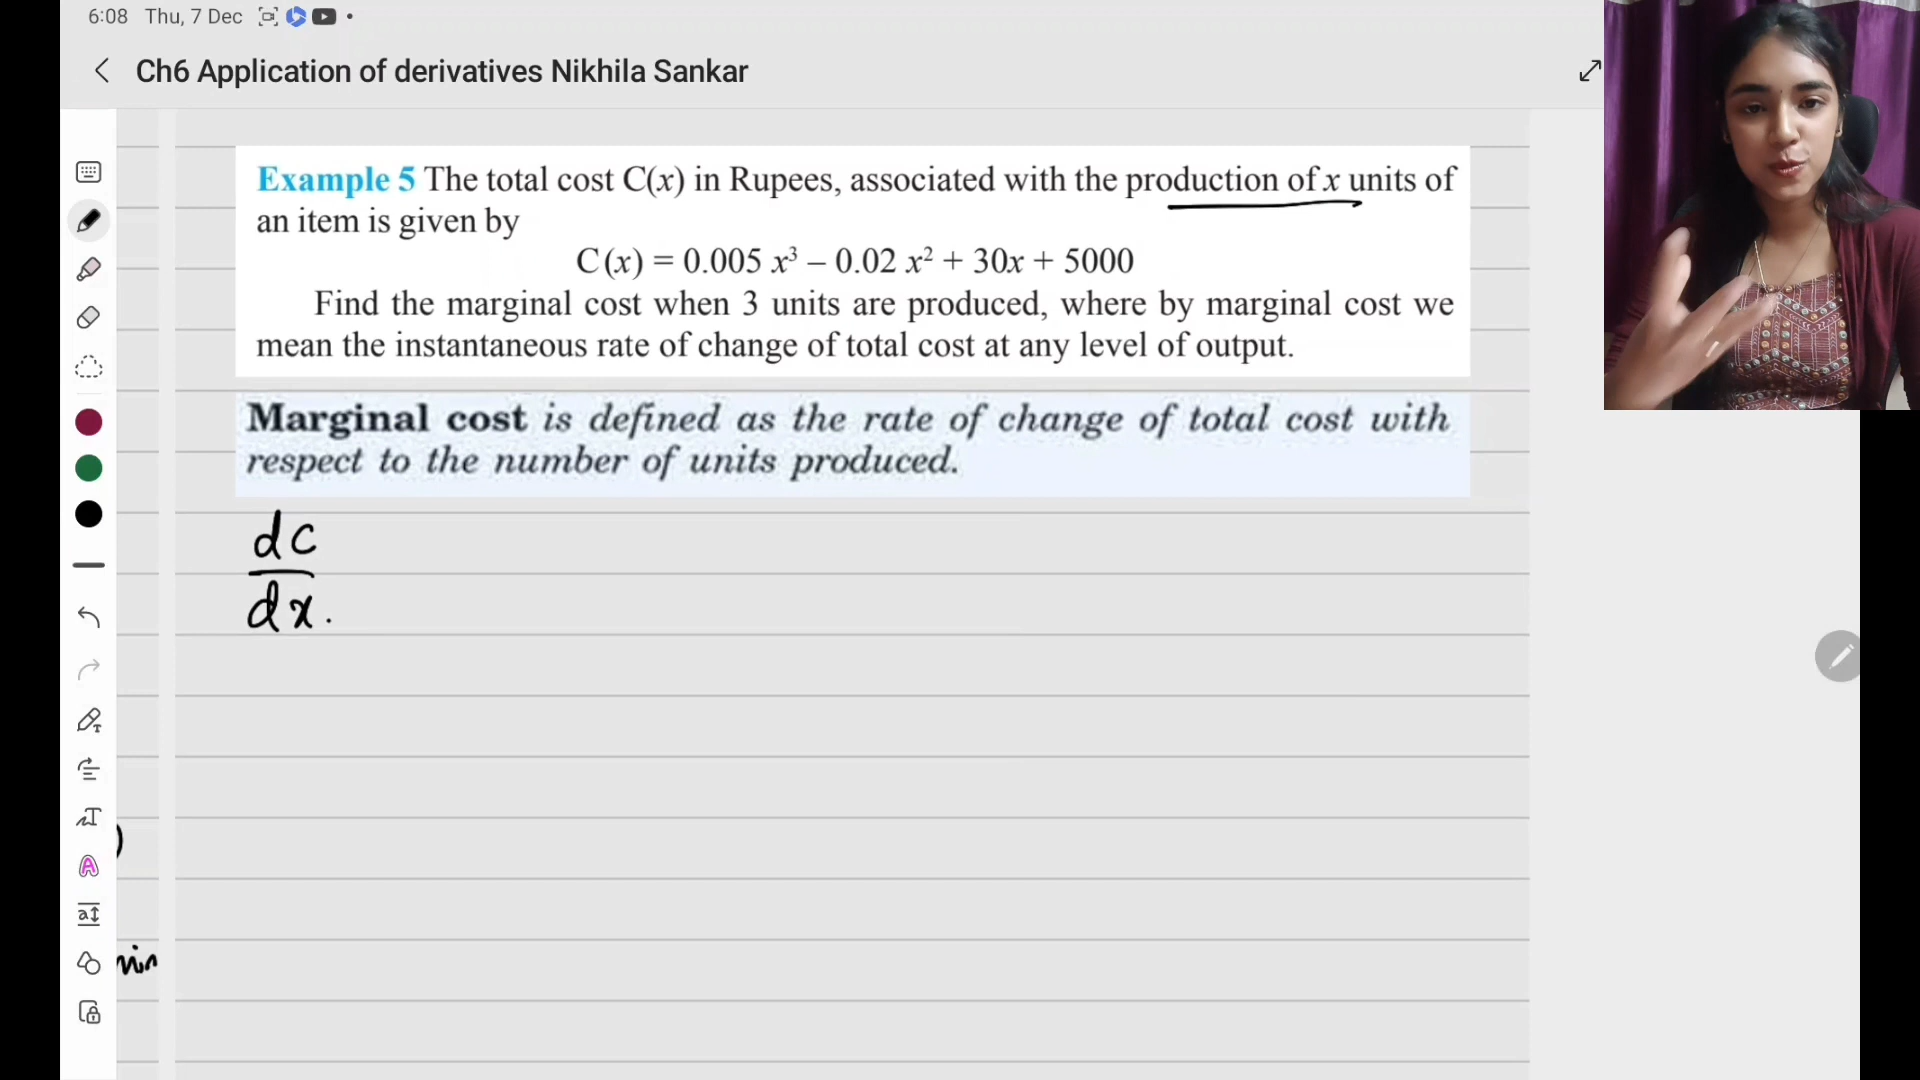 6:08 Thu, 7 Dec
Ch6 Application of derivatives Nikhila Sankar
Example 5 The total cost C(x) in Rupees, associated with the production of x units of
an item is given by
C (x) = 0.005 x³ – 0.02 x² + 30x + 5000
Find the marginal cost when 3 units are produced, where by marginal cost we
mean the instantaneous rate of change of total cost at any level of output.
Marginal cost is defined as the rate of change of total cost with
respect to the number of units produced.
dc
dx.
)
min